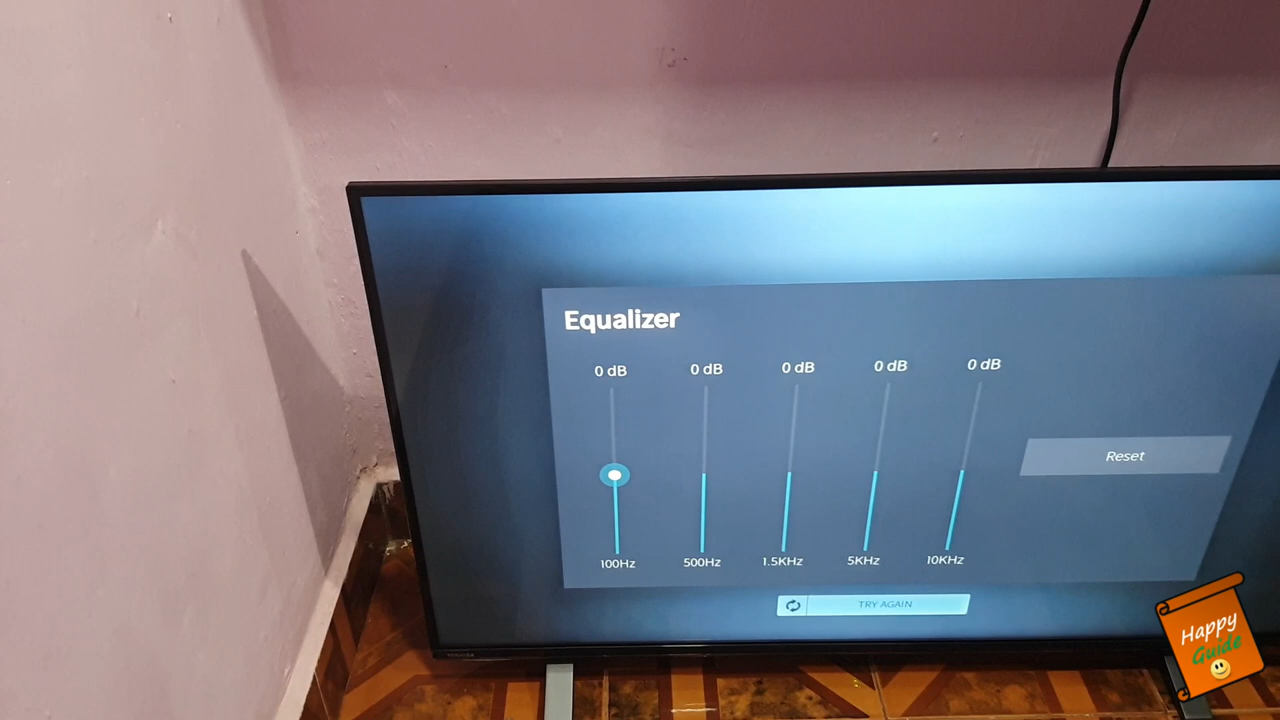 Equalizer
0 dB 0 dB 0 dB 0 dB 0 dB
Reset
100Hz 500Hz 1.5KHz 5KHz 10KHz
TRY AGAIN
TOSHIBA
Happy
Guide